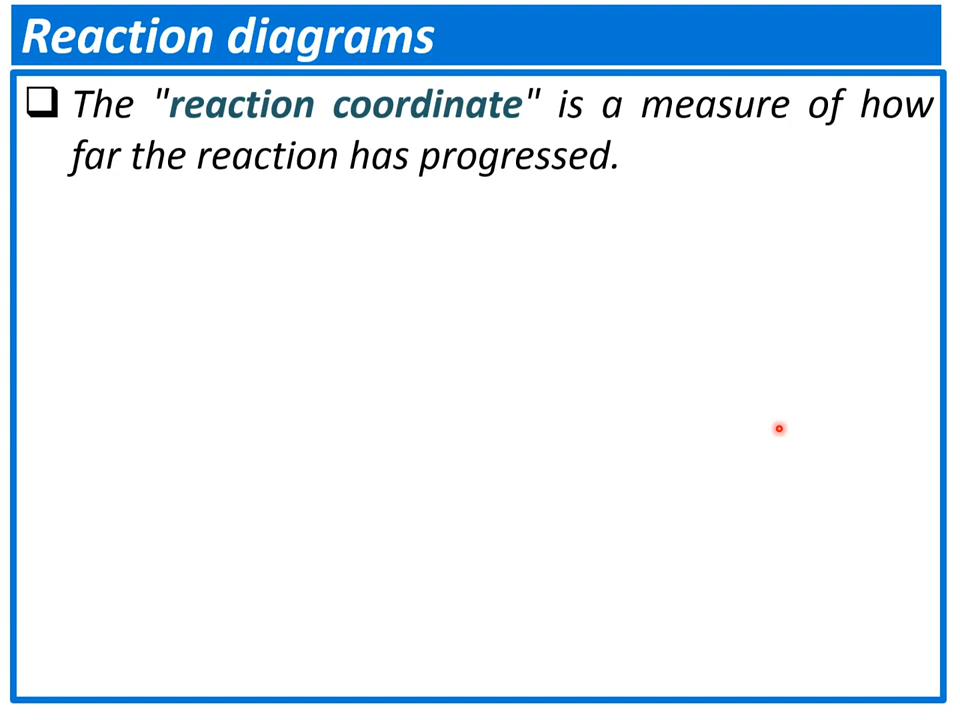 Reaction diagrams
The "reaction coordinate" is a measure of how
far the reaction has progressed.